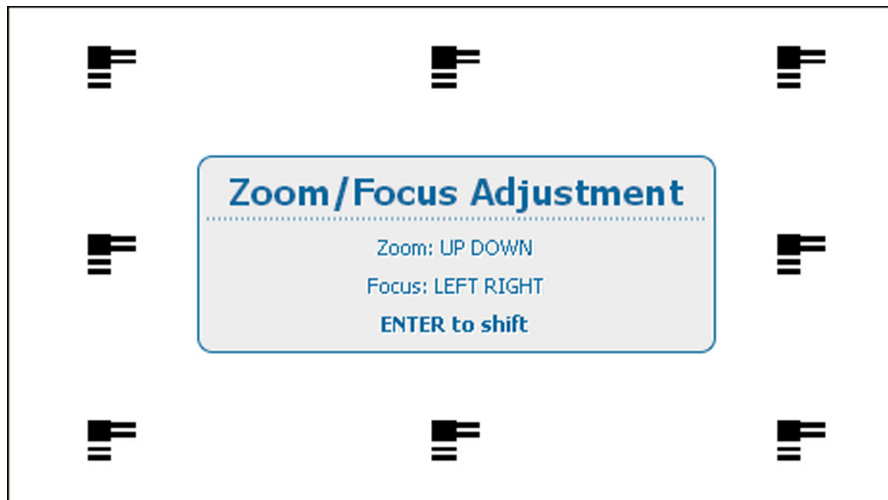 Zoom/Focus Adjustment
Zoom: UP DOWN
Focus: LEFT RIGHT
ENTER to shift